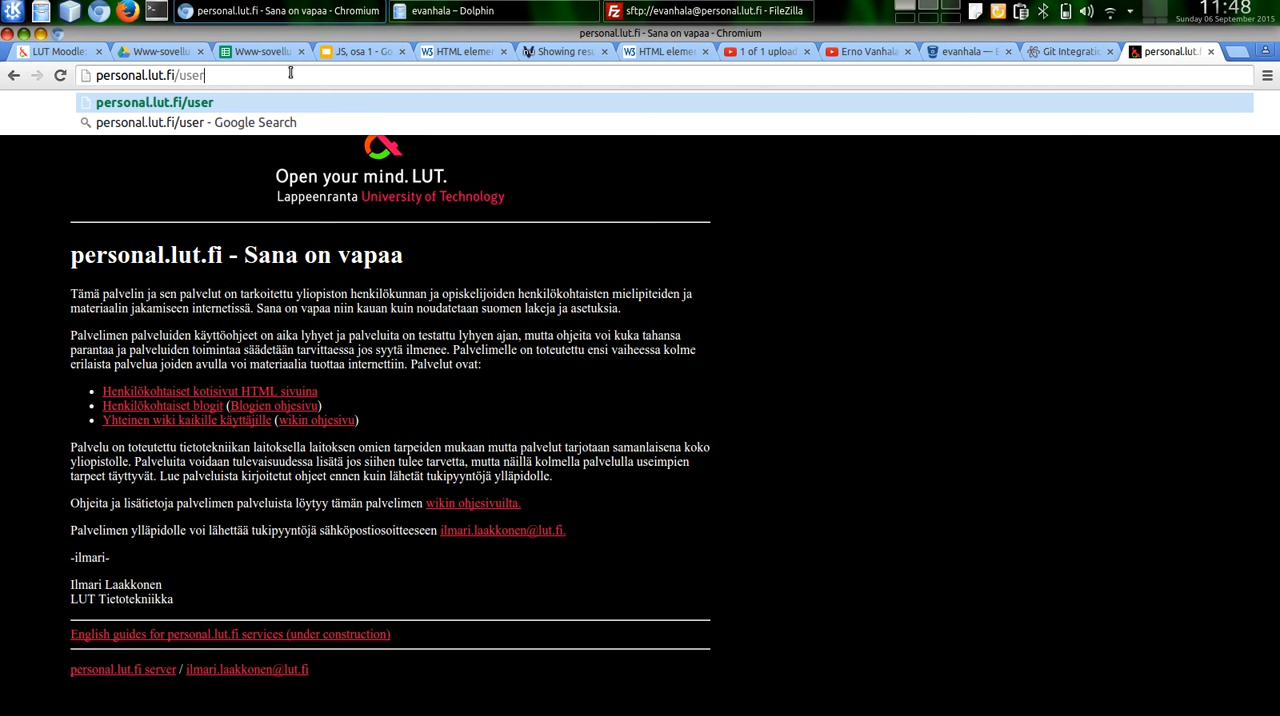 personal.lut.fi - Sana on vapaa - Chromium
evanhala – Dolphin
sftp://evanhala@personal.lut.fi - FileZilla
11:48
Sunday 06 September 2015
personal.lut.fi - Sana on vapaa - Chromium
LUT Moodle:
Www-sovellu
Www-sovellu
JS, osa 1 - G
HTML elemen
Showing resu
HTML elemen
1 of 1 upload
Erno Vanhala
evanhala — B
Git Integratio
personal.lut.
personal.lut.fi/user
personal.lut.fi/user
personal.lut.fi/user - Google Search
Open your mind. LUT.
Lappeenranta University of Technology
personal.lut.fi - Sana on vapaa
Tämä palvelin ja sen palvelut on tarkoitettu yliopiston henkilökunnan ja opiskelijoiden henkilökohtaisten mielipiteiden ja
materiaalin jakamiseen internetissä. Sana on vapaa niin kauan kuin noudatetaan suomen lakeja ja asetuksia.
Palvelimen palveluiden käyttöohjeet on aika lyhyet ja palveluita on testattu lyhyen ajan, mutta ohjeita voi kuka tahansa
parantaa ja palveluiden toimintaa säädetään tarvittaessa jos syytä ilmenee. Palvelimelle on toteutettu ensi vaiheessa kolme
erilaista palvelua joiden avulla voi materiaalia tuottaa internettiin. Palvelut ovat:
• Henkilökohtaiset kotisivut HTML sivuina
• Henkilökohtaiset blogit (Blogien ohjesivu)
• Yhteinen wiki kaikille käyttäjille (wikin ohjesivu)
Palvelu on toteutettu tietotekniikan laitoksella laitoksen omien tarpeiden mukaan mutta palvelut tarjotaan samanlaisena koko
yliopistolle. Palveluita voidaan tulevaisuudessa lisätä jos siihen tulee tarvetta, mutta näillä kolmella palvelulla useimpien
tarpeet täyttyvät. Lue palveluista kirjoitetut ohjeet ennen kuin lähetät tukipyyntöjä ylläpidolle.
Ohjeita ja lisätietoja palvelimen palveluista löytyy tämän palvelimen wikin ohjesivuilta.
Palvelimen ylläpidolle voi lähettää tukipyyntöjä sähköpostiosoitteeseen ilmari.laakkonen@lut.fi.
-ilmari-
Ilmari Laakkonen
LUT Tietotekniikka
English guides for personal.lut.fi services (under construction)
personal.lut.fi server / ilmari.laakkonen@lut.fi